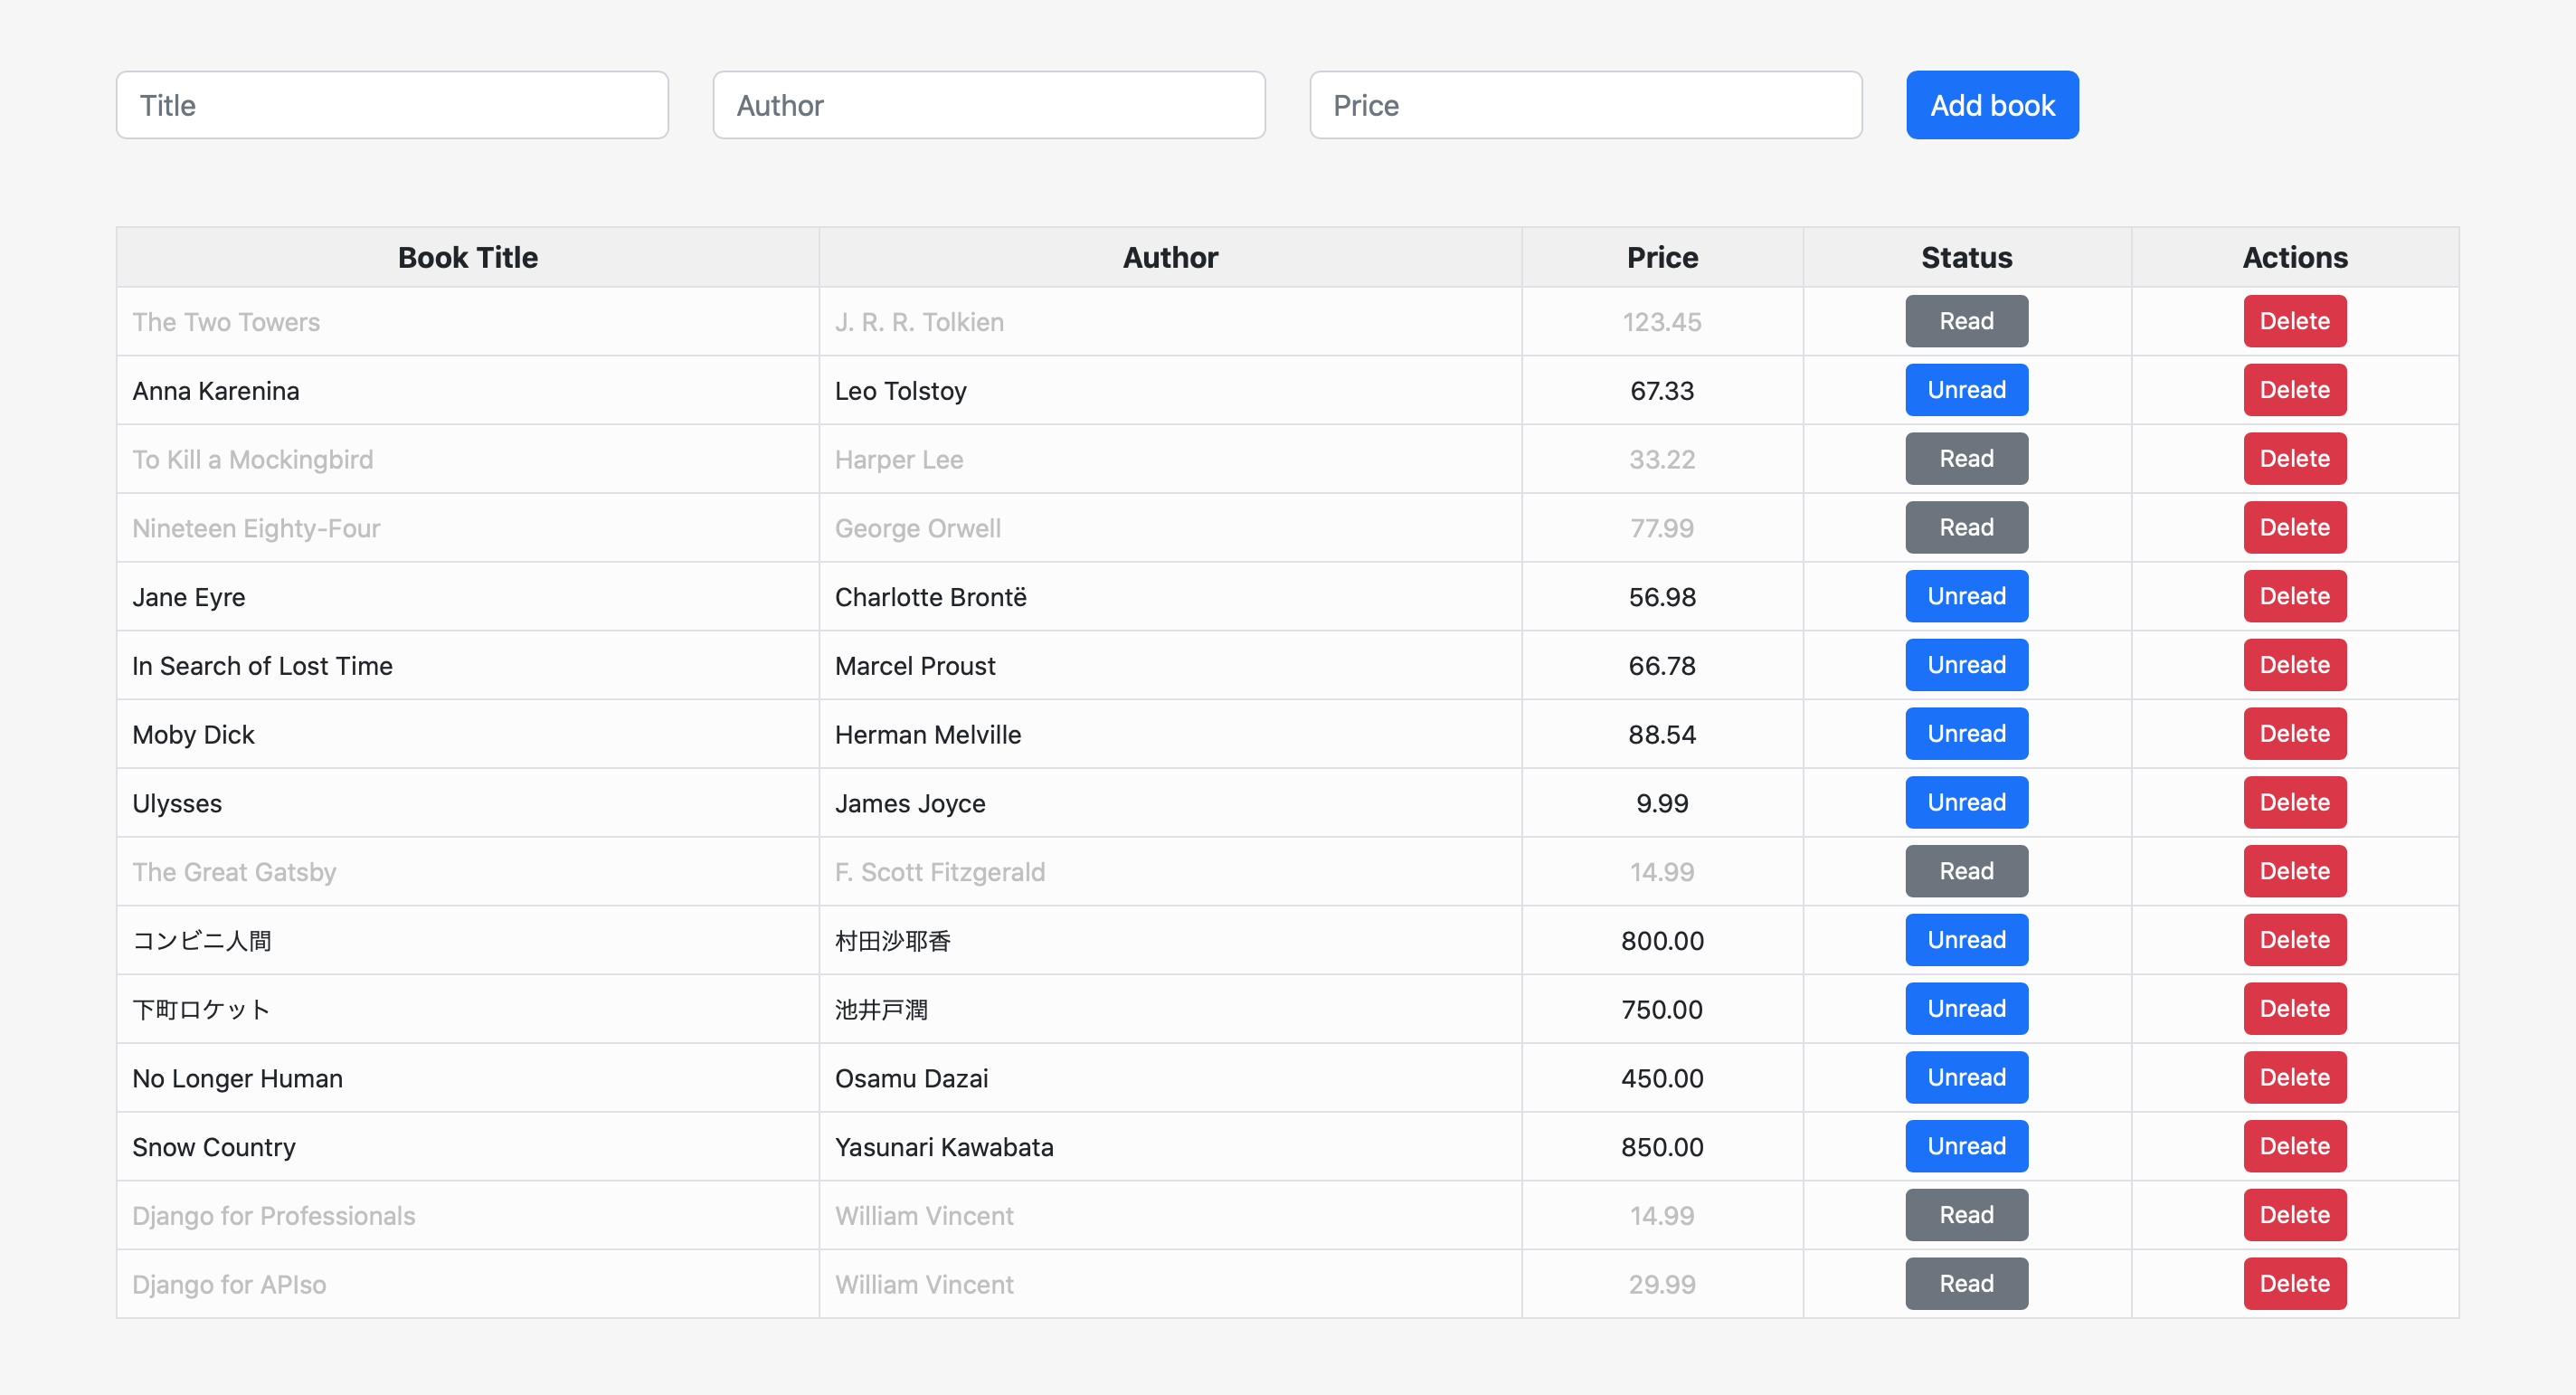 Title Author Price Add book
Book Title Author Price Status Actions
The Two Towers J. R. R. Tolkien 123.45 Read Delete
Anna Karenina Leo Tolstoy 67.33 Unread Delete
To Kill a Mockingbird Harper Lee 33.22 Read Delete
Nineteen Eighty-Four George Orwell 77.99 Read Delete
Jane Eyre Charlotte Brontë 56.98 Unread Delete
In Search of Lost Time Marcel Proust 66.78 Unread Delete
Moby Dick Herman Melville 88.54 Unread Delete
Ulysses James Joyce 9.99 Unread Delete
The Great Gatsby F. Scott Fitzgerald 14.99 Read Delete
コンビニ人間 村田沙耶香 800.00 Unread Delete
下町ロケット 池井戸潤 750.00 Unread Delete
No Longer Human Osamu Dazai 450.00 Unread Delete
Snow Country Yasunari Kawabata 850.00 Unread Delete
Django for Professionals William Vincent 14.99 Read Delete
Django for APIso William Vincent 29.99 Read Delete